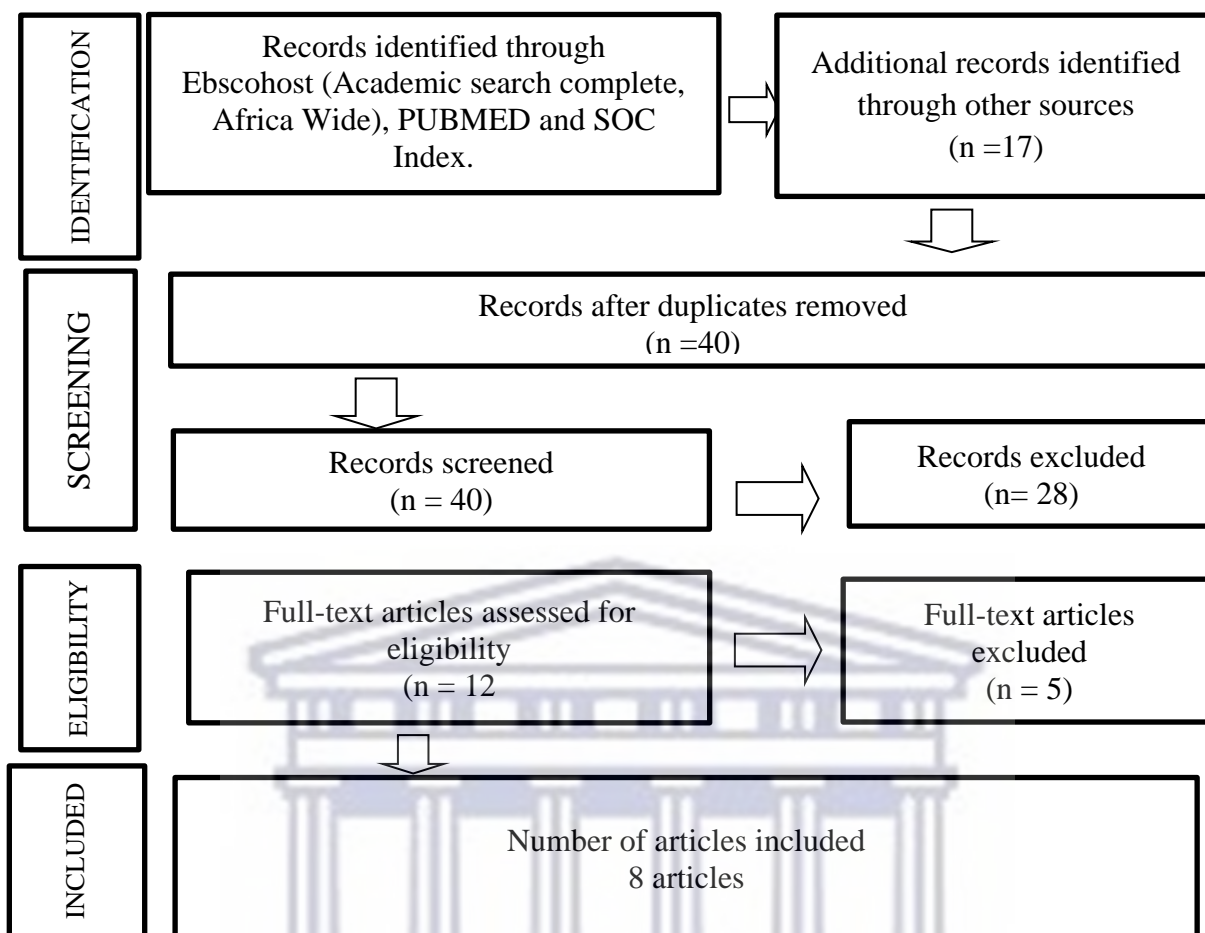 IDENTIFICATION
Records identified through
Ebscohost (Academic search complete,
Africa Wide), PUBMED and SOC
Index.
Additional records identified
through other sources
(n =17)
SCREENING
Records after duplicates removed
(n =40)
Records screened
(n = 40)
Records excluded
(n= 28)
ELIGIBILITY
Full-text articles assessed for
eligibility
(n = 12
Full-text articles
excluded
(n = 5)
INCLUDED
Number of articles included
8 articles